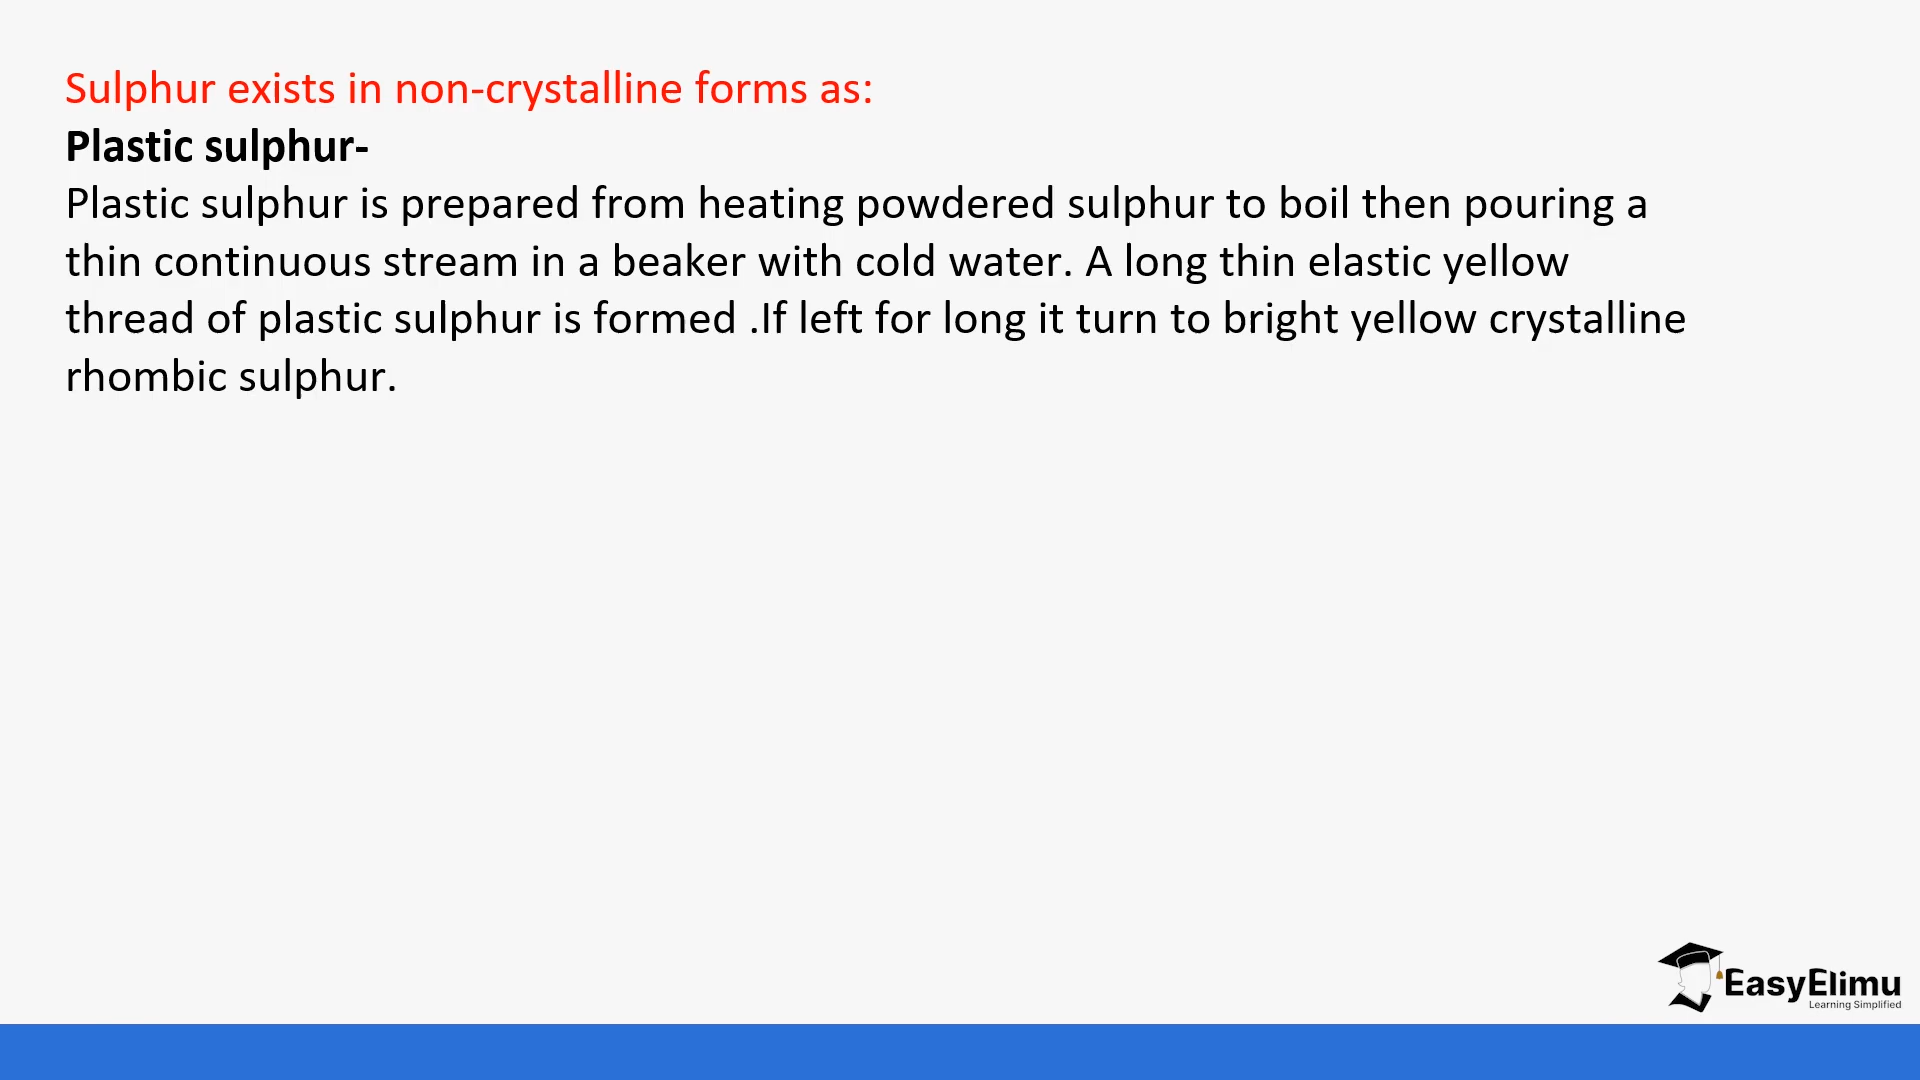 Sulphur exists in non-crystalline forms as:
Plastic sulphur-
Plastic sulphur is prepared from heating powdered sulphur to boil then pouring a
thin continuous stream in a beaker with cold water. A long thin elastic yellow
thread of plastic sulphur is formed .If left for long it turn to bright yellow crystalline
rhombic sulphur.
EasyElimu
Learning Simplified